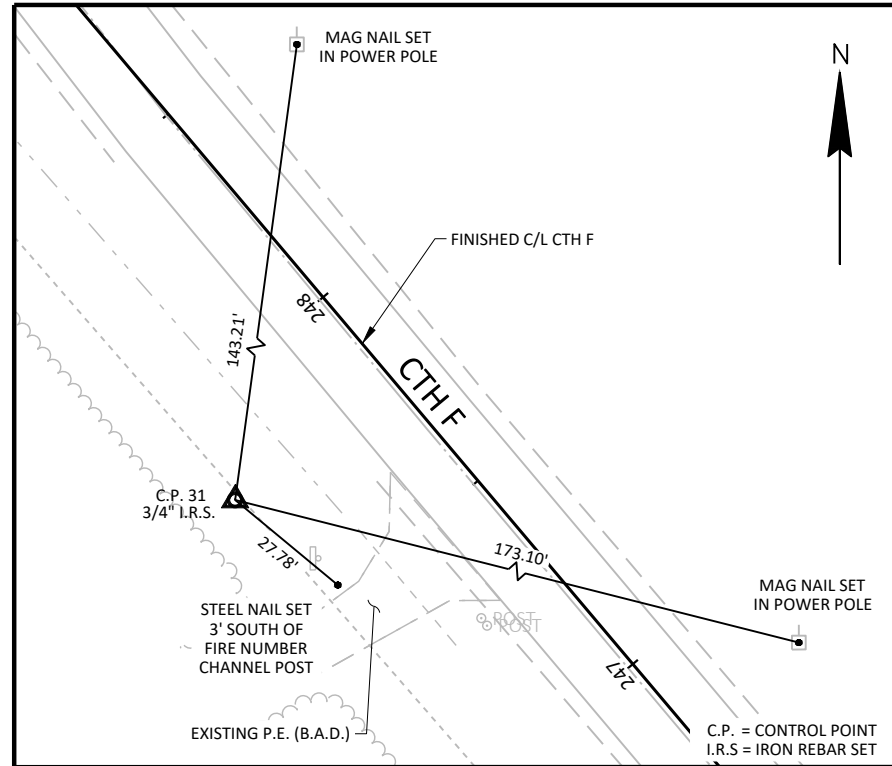 MAG NAIL SET
IN POWER POLE
N
FINISHED C/L CTH F
248
143.21'
CTH F
C.P. 31
3/4" I.R.S.
27.78'
173.10'
STEEL NAIL SET
3' SOUTH OF
FIRE NUMBER
CHANNEL POST
POST
POST
MAG NAIL SET
IN POWER POLE
247
EXISTING P.E. (B.A.D.)
C.P. = CONTROL POINT
I.R.S = IRON REBAR SET